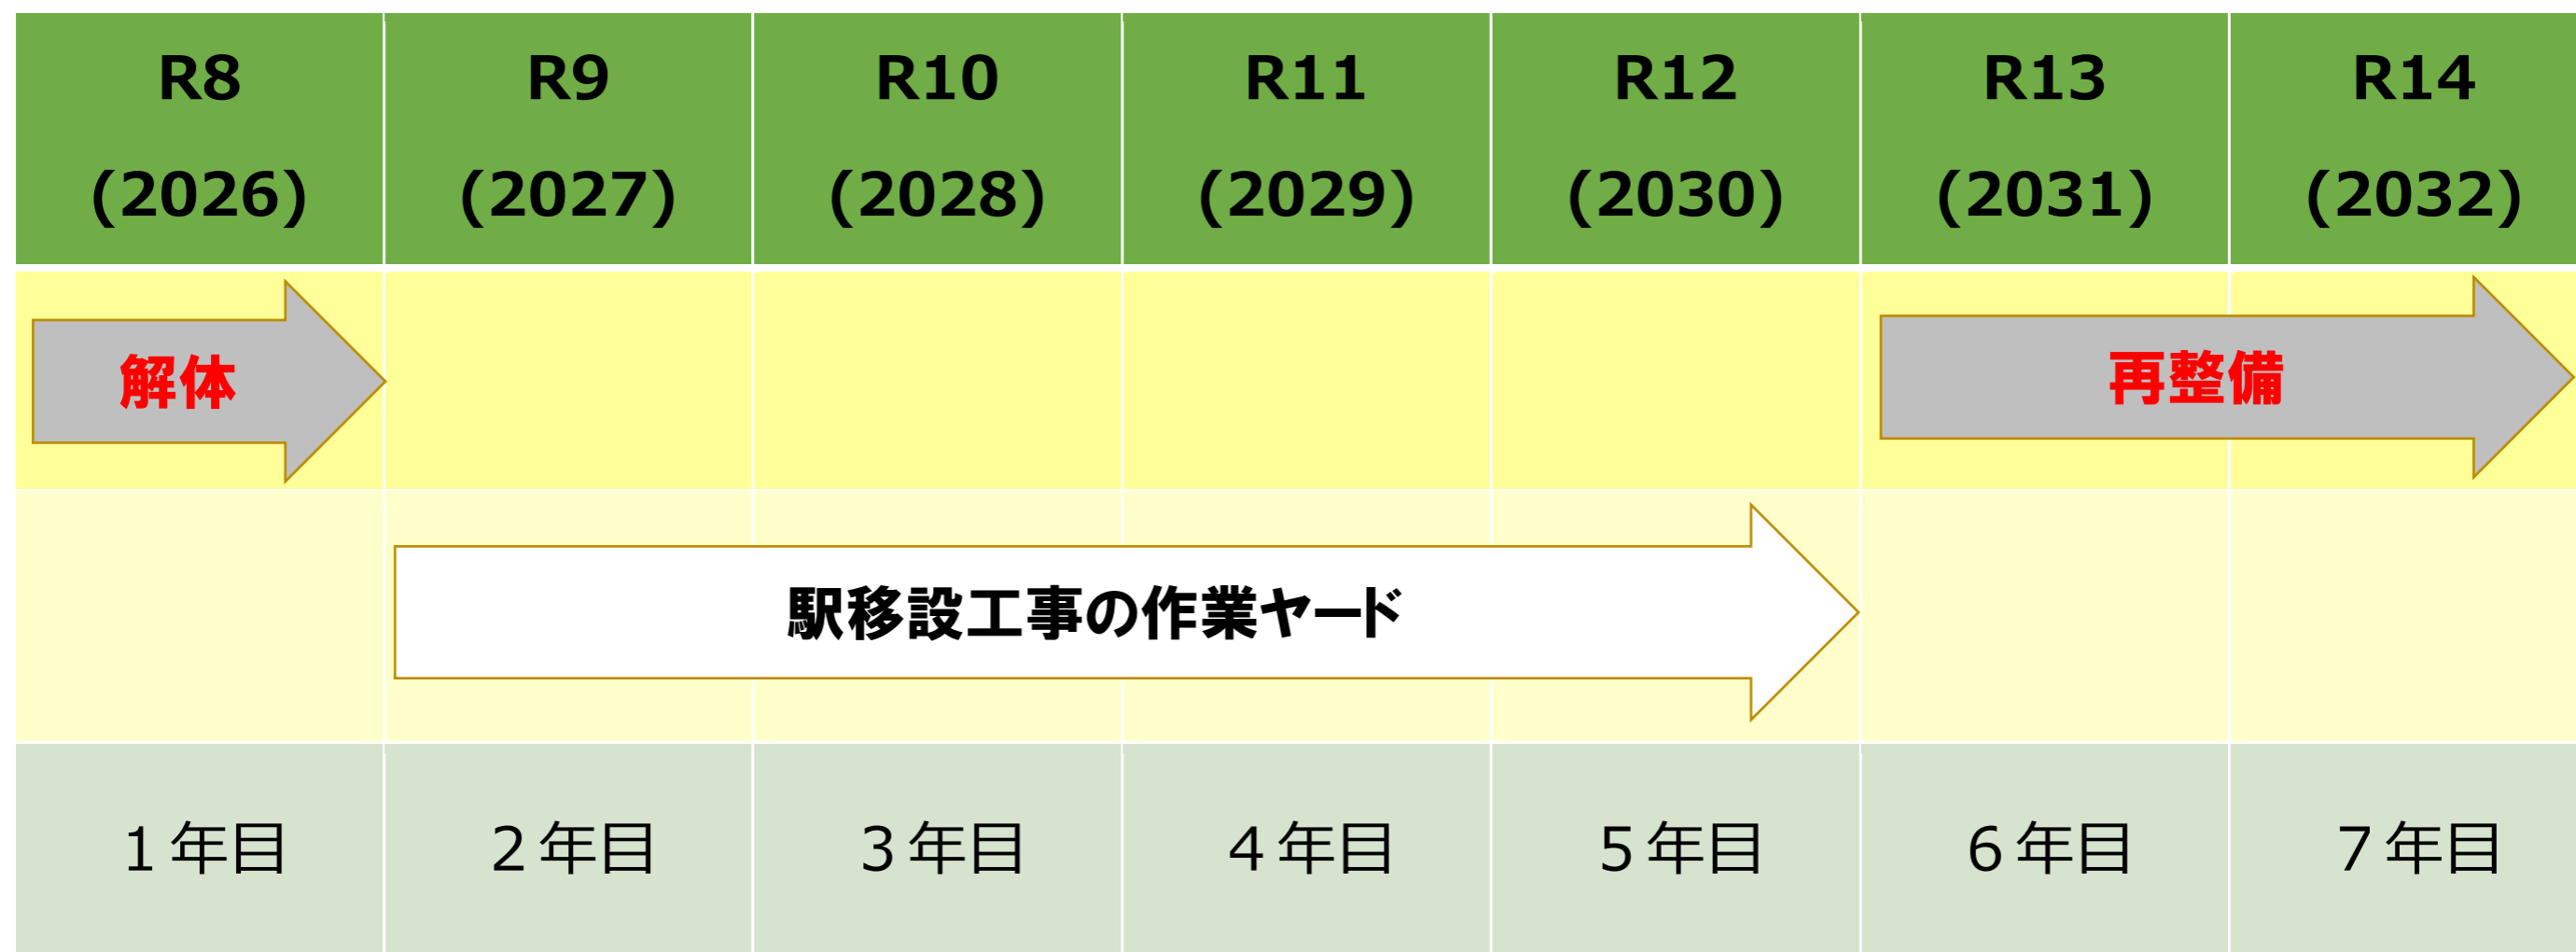 R8 R9 R10 R11 R12 R13 R14
(2026) (2027) (2028) (2029) (2030) (2031) (2032)
解体 再整備
駅移設工事の作業ヤード
１年目 ２年目 ３年目 ４年目 ５年目 ６年目 ７年目